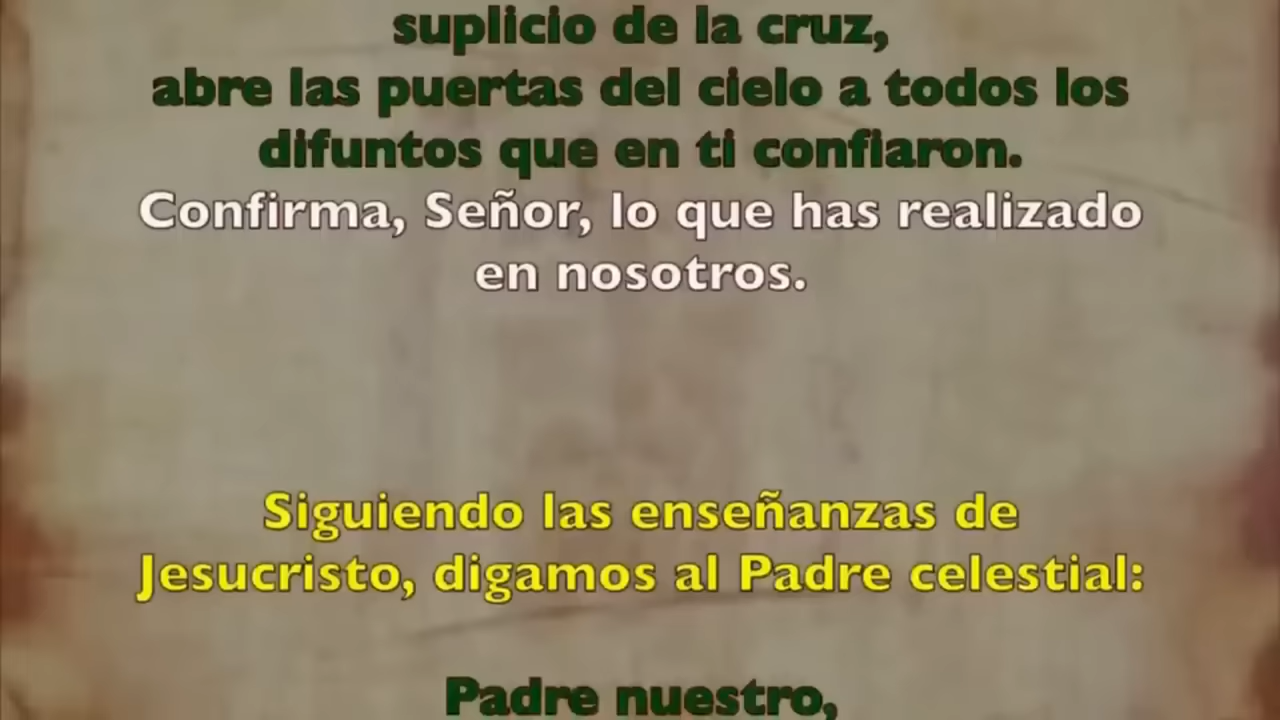 suplicio de la cruz,
abre las puertas del cielo a todos los
difuntos que en ti confiaron.
Confirma, Señor, lo que has realizado
en nosotros.
Siguiendo las enseñanzas de
Jesucristo, digamos al Padre celestial:
Padre nuestro,